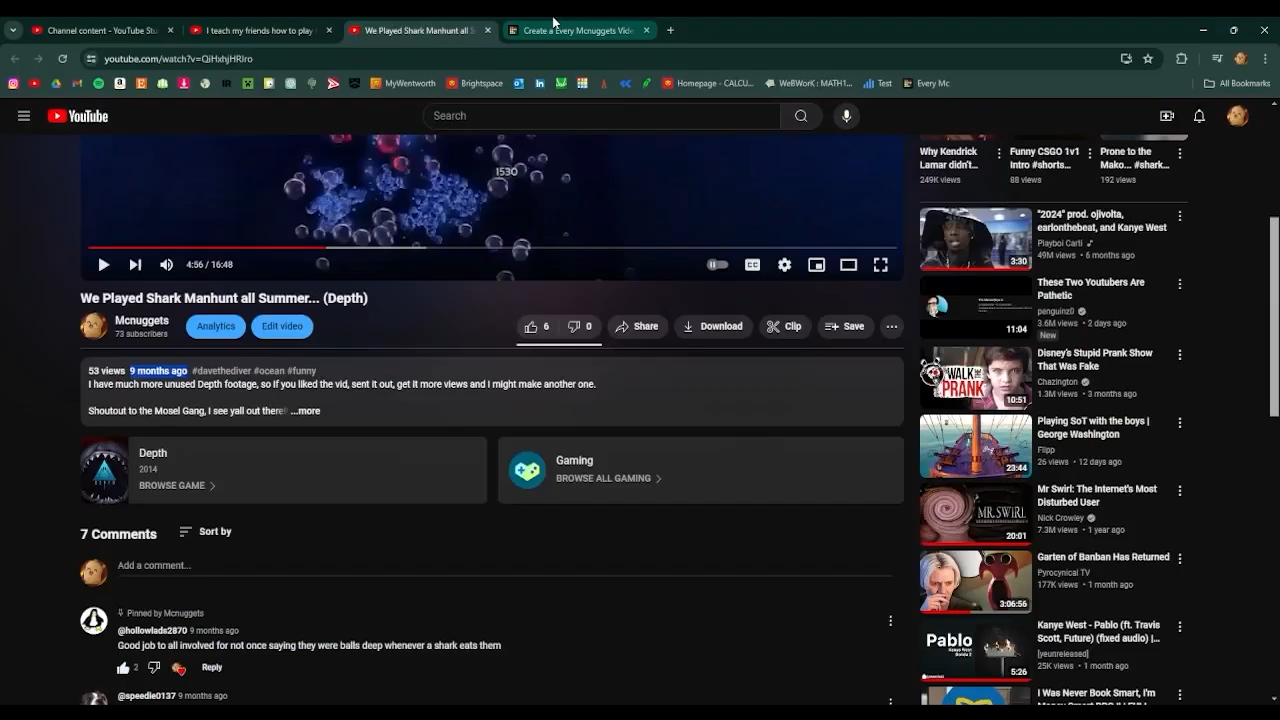 Channel content - YouTube Stu
I teach my friends how to play
We Played Shark Manhunt all S
Create a Every Mcnuggets Vide
youtube.com/watch?v=QiHxhjHRIro
MyWentworth
Brightspace
Homepage - CALCU...
WeBWorK : MATH1...
Test
Every Mc
All Bookmarks
YouTube
Search
1530
4:56 / 16:48
We Played Shark Manhunt all Summer... (Depth)
Mcnuggets
73 subscribers
Analytics
Edit video
6
0
Share
Download
Clip
Save
53 views 9 months ago #davethediver #ocean #funny
I have much more unused Depth footage, so if you liked the vid, sent it out, get it more views and I might make another one.
Shoutout to the Mosel Gang, I see yall out there! ...more
Depth
2014
BROWSE GAME
Gaming
BROWSE ALL GAMING
7 Comments
Sort by
Add a comment...
Pinned by Mcnuggets
@hollowlads2870 9 months ago
Good job to all involved for not once saying they were balls deep whenever a shark eats them
2
Reply
@speedie0137 9 months ago
Why Kendrick
Lamar didn't...
249K views
Funny CSGO 1v1
Intro #shorts...
88 views
Prone to the
Mako... #shark...
192 views
"2024" prod. ojivolta,
earlonthebeat, and Kanye West
Playboi Carti
49M views • 6 months ago
3:30
These Two Youtubers Are
Pathetic
penguinz0
3.6M views • 2 days ago
New
11:04
Disney's Stupid Prank Show
That Was Fake
Chazington
1.3M views • 3 months ago
WALK
PRANK
10:51
Playing SoT with the boys |
George Washington
Flipp
26 views • 12 days ago
23:44
Mr Swirl: The Internet's Most
Disturbed User
Nick Crowley
7.3M views • 1 year ago
MR. SWIRL
20:01
Garten of Banban Has Returned
Pyrocynical TV
177K views • 1 month ago
3:06:56
Kanye West - Pablo (ft. Travis
Scott, Future) (fixed audio) |...
[yeunreleased]
25K views • 1 month ago
Pablo
5:26
I Was Never Book Smart, I'm